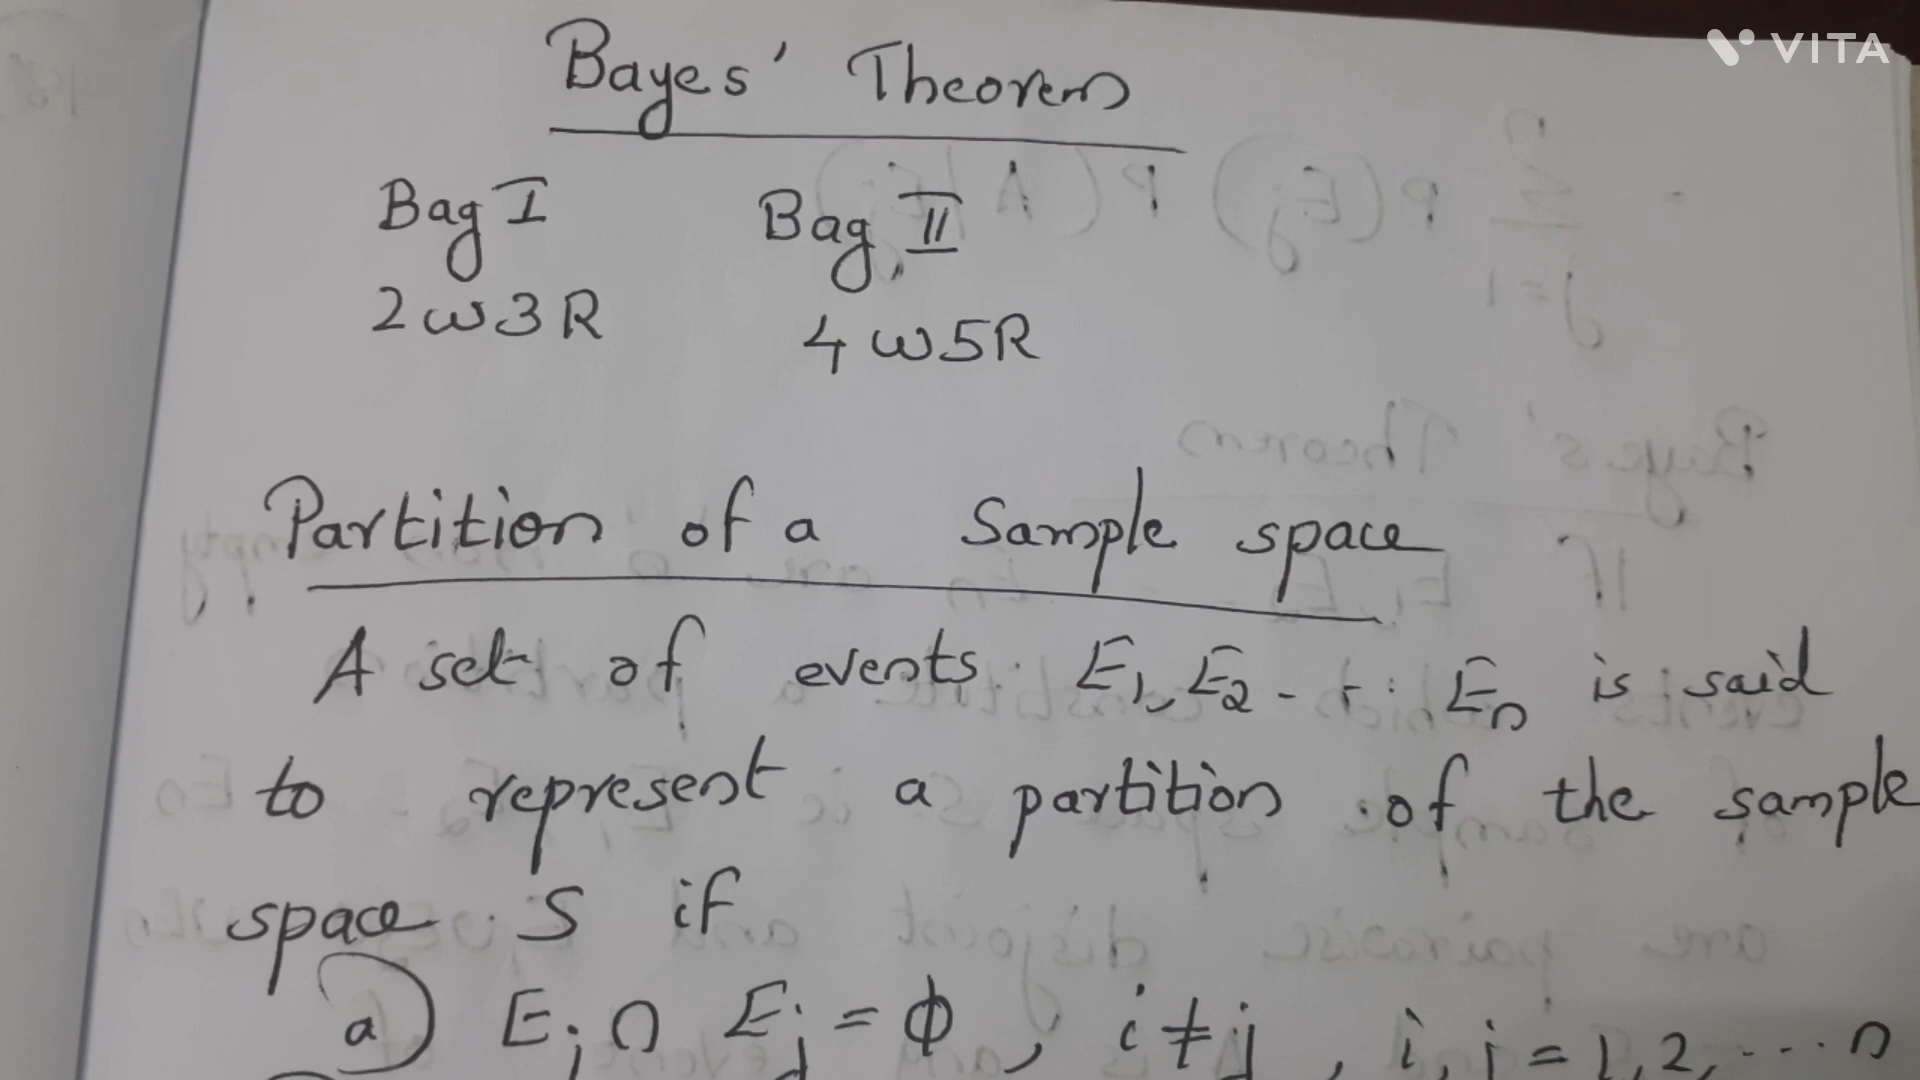 VITA
Bayes' Theorem
Bag I Bag II
2W3R 4W5R
Partition of a Sample space
A set of events E₁, E₂ - - . Eₙ is said
to represent a partition of the sample
space S if
a) Eᵢ ∩ Eⱼ = ϕ, i ≠ j, i, j = 1, 2, ... n